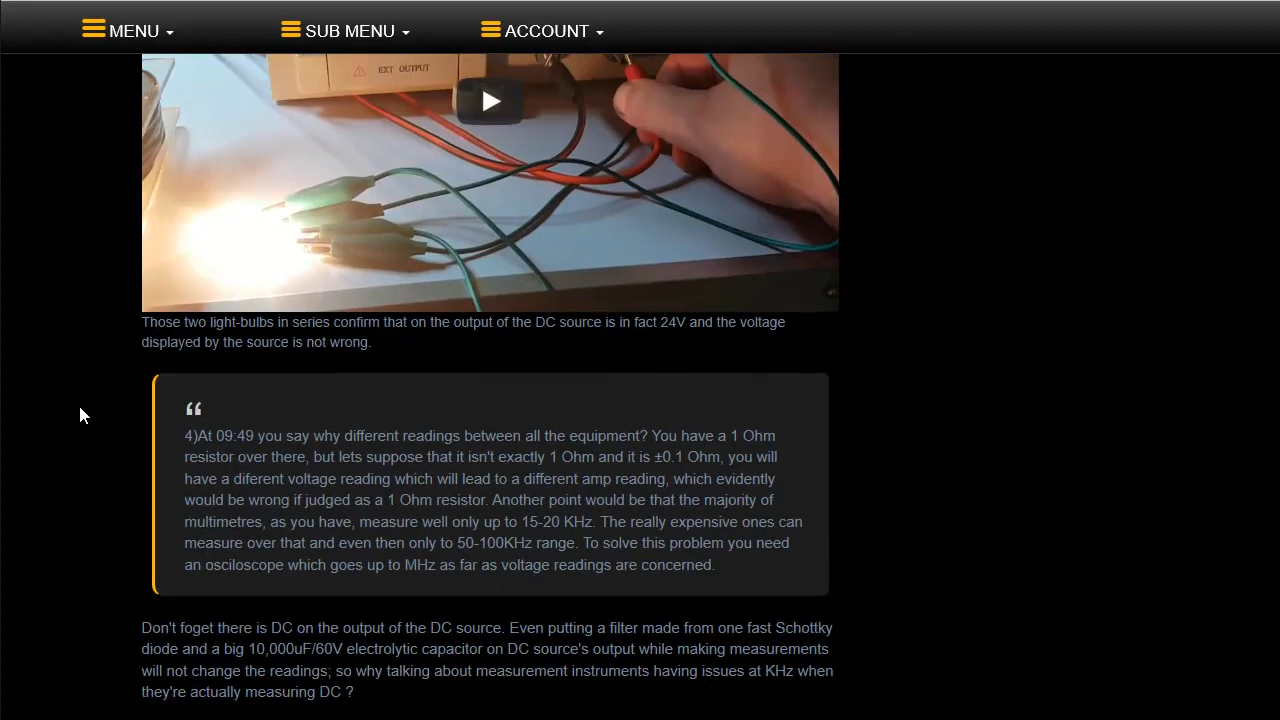 MENU
SUB MENU
ACCOUNT
EXT OUTPUT
Those two light-bulbs in series confirm that on the output of the DC source is in fact 24V and the voltage
displayed by the source is not wrong.
“
4)At 09:49 you say why different readings between all the equipment? You have a 1 Ohm
resistor over there, but lets suppose that it isn't exactly 1 Ohm and it is ±0.1 Ohm, you will
have a diferent voltage reading which will lead to a different amp reading, which evidently
would be wrong if judged as a 1 Ohm resistor. Another point would be that the majority of
multimetres, as you have, measure well only up to 15-20 KHz. The really expensive ones can
measure over that and even then only to 50-100KHz range. To solve this problem you need
an osciloscope which goes up to MHz as far as voltage readings are concerned.
Don't foget there is DC on the output of the DC source. Even putting a filter made from one fast Schottky
diode and a big 10,000uF/60V electrolytic capacitor on DC source's output while making measurements
will not change the readings; so why talking about measurement instruments having issues at KHz when
they're actually measuring DC ?